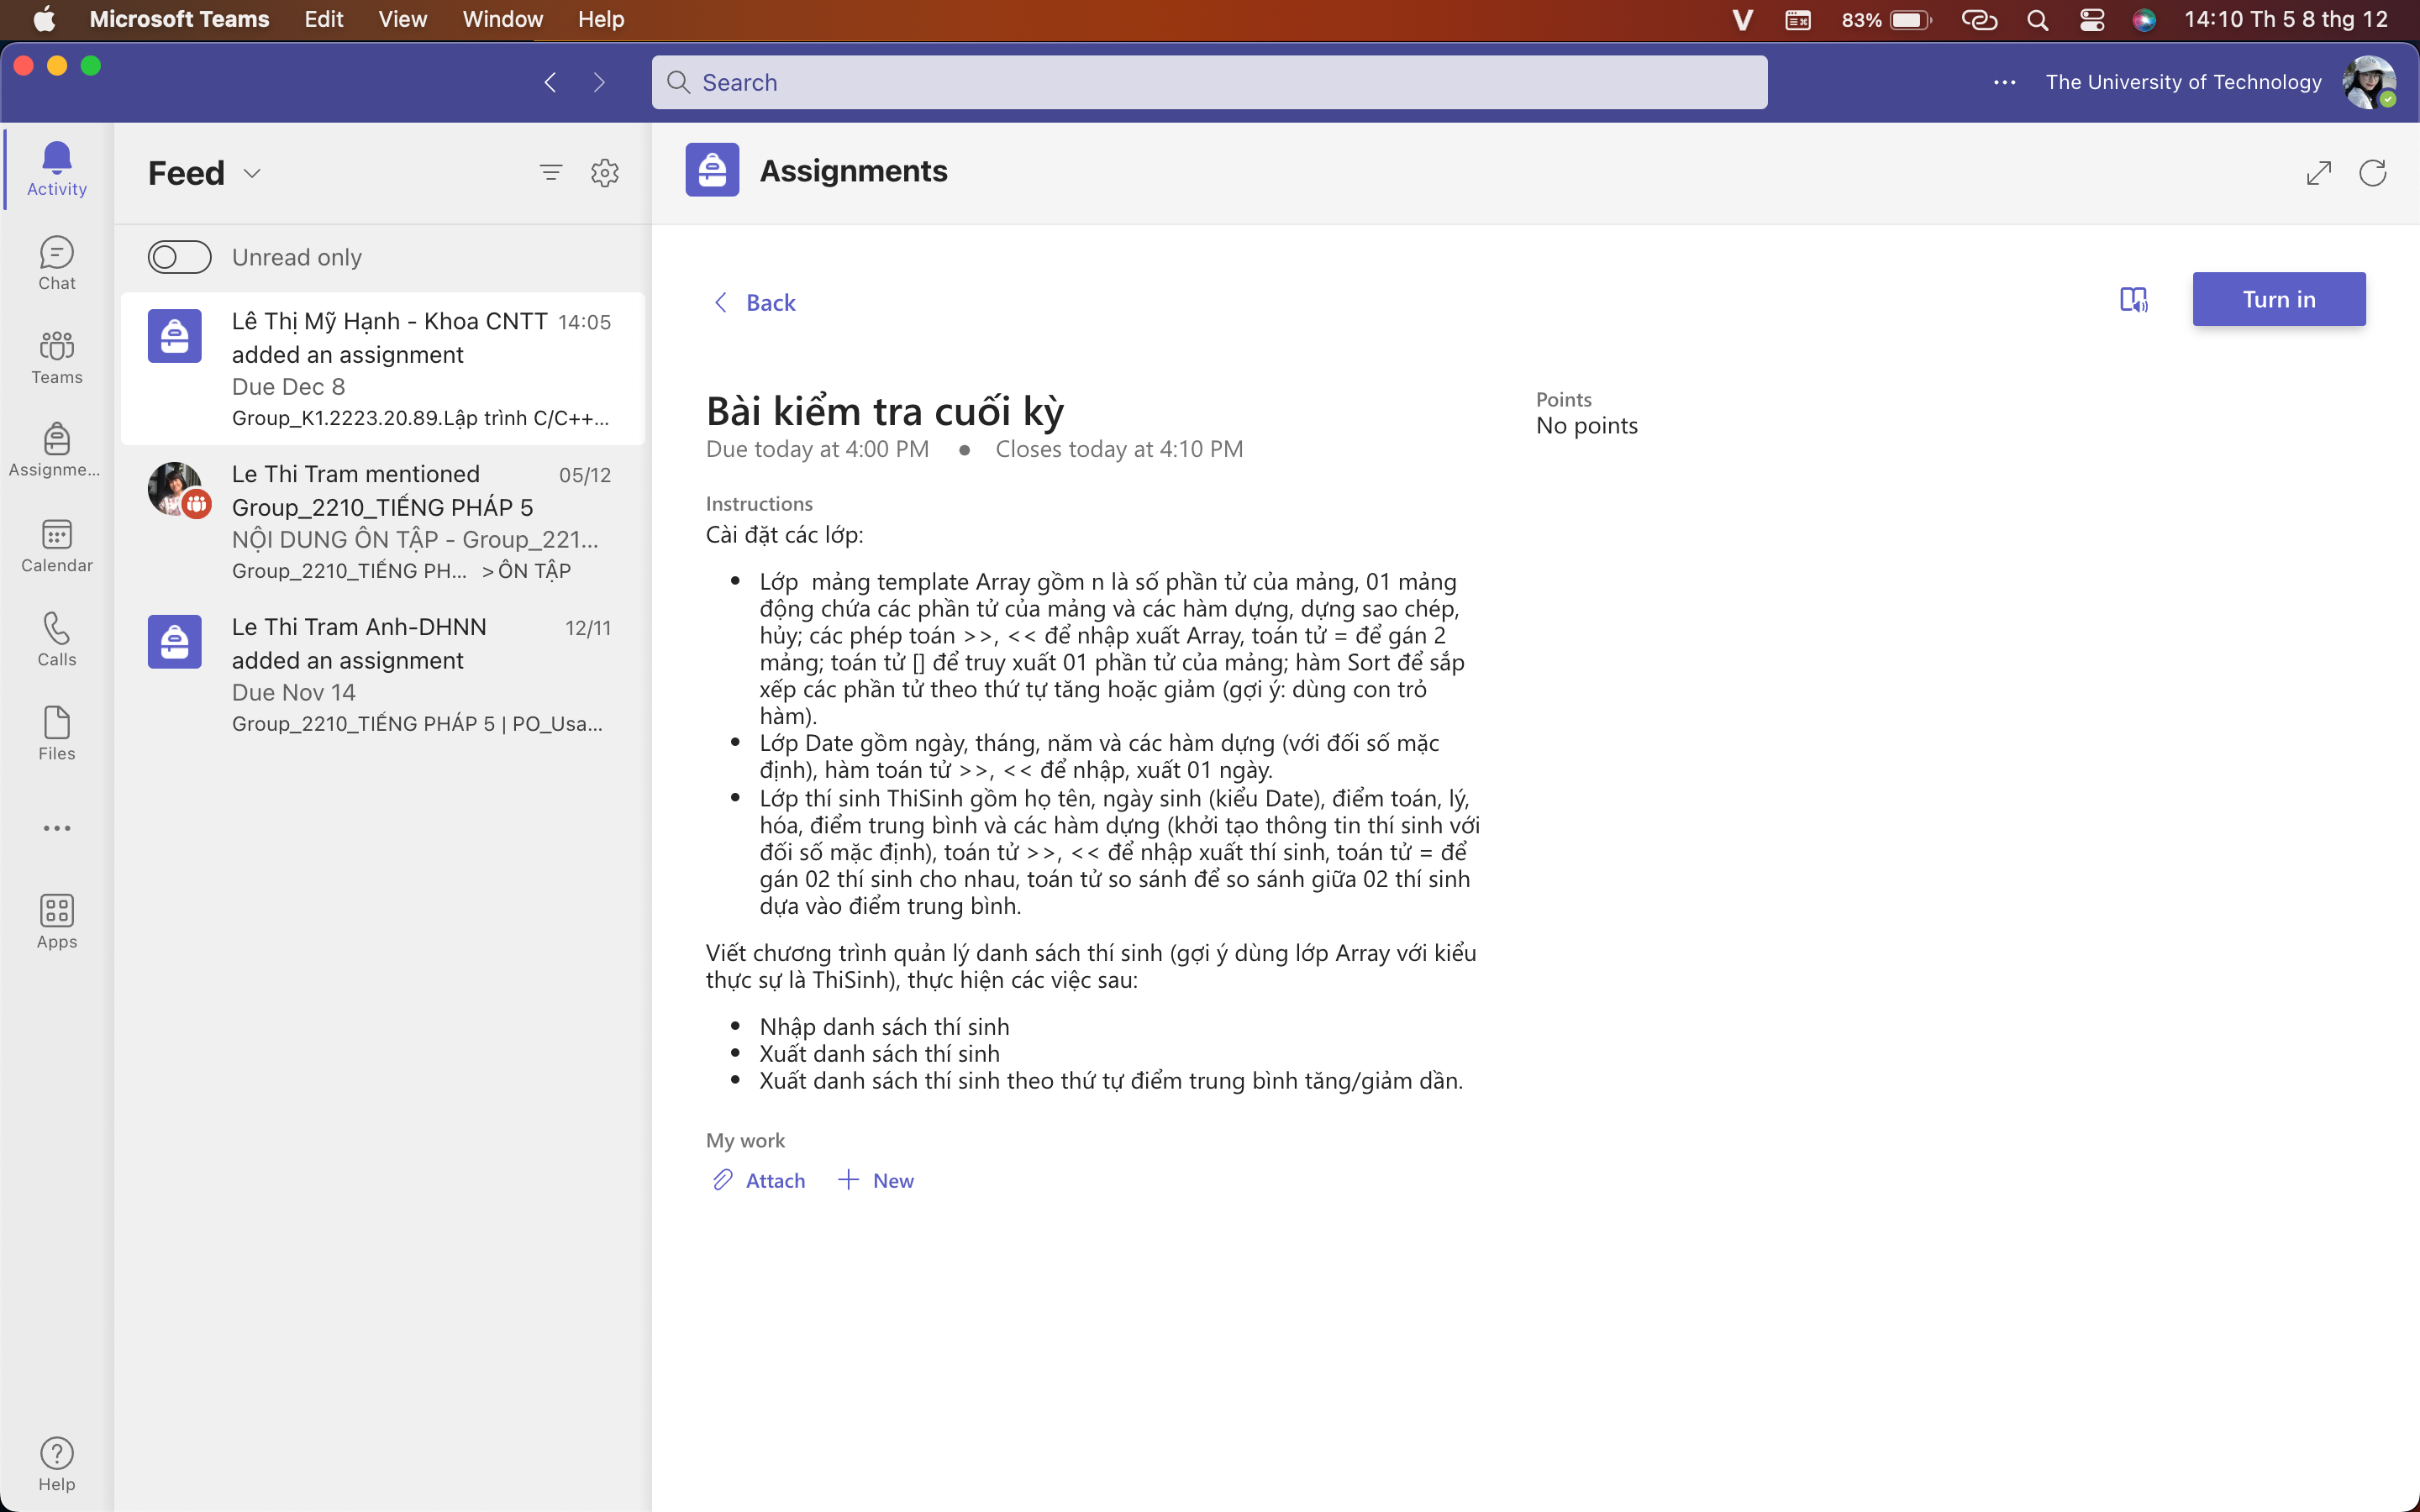 Microsoft Teams Edit View Window Help
83% 14:10 Th 5 8 thg 12
Search
The University of Technology
Activity
Chat
Teams
Assignme...
Calendar
Calls
Files
Apps
Help
Feed
Unread only
Lê Thị Mỹ Hạnh - Khoa CNTT 14:05
added an assignment
Due Dec 8
Group_K1.2223.20.89.Lập trình C/C++...
Le Thi Tram mentioned 05/12
Group_2210_TIẾNG PHÁP 5
NỘI DUNG ÔN TẬP - Group_221...
Group_2210_TIẾNG PH... >ÔN TẬP
Le Thi Tram Anh-DHNN 12/11
added an assignment
Due Nov 14
Group_2210_TIẾNG PHÁP 5 | PO_Usa...
Assignments
Back
Turn in
Bài kiểm tra cuối kỳ
Due today at 4:00 PM • Closes today at 4:10 PM
Points
No points
Instructions
Cài đặt các lớp:
• Lớp  mảng template Array gồm n là số phần tử của mảng, 01 mảng
động chứa các phần tử của mảng và các hàm dựng, dựng sao chép,
hủy; các phép toán >>, << để nhập xuất Array, toán tử = để gán 2
mảng; toán tử [] để truy xuất 01 phần tử của mảng; hàm Sort để sắp
xếp các phần tử theo thứ tự tăng hoặc giảm (gợi ý: dùng con trỏ
hàm).
• Lớp Date gồm ngày, tháng, năm và các hàm dựng (với đối số mặc
định), hàm toán tử >>, << để nhập, xuất 01 ngày.
• Lớp thí sinh ThiSinh gồm họ tên, ngày sinh (kiểu Date), điểm toán, lý,
hóa, điểm trung bình và các hàm dựng (khởi tạo thông tin thí sinh với
đối số mặc định), toán tử >>, << để nhập xuất thí sinh, toán tử = để
gán 02 thí sinh cho nhau, toán tử so sánh để so sánh giữa 02 thí sinh
dựa vào điểm trung bình.
Viết chương trình quản lý danh sách thí sinh (gợi ý dùng lớp Array với kiểu
thực sự là ThiSinh), thực hiện các việc sau:
• Nhập danh sách thí sinh
• Xuất danh sách thí sinh
• Xuất danh sách thí sinh theo thứ tự điểm trung bình tăng/giảm dần.
My work
Attach + New